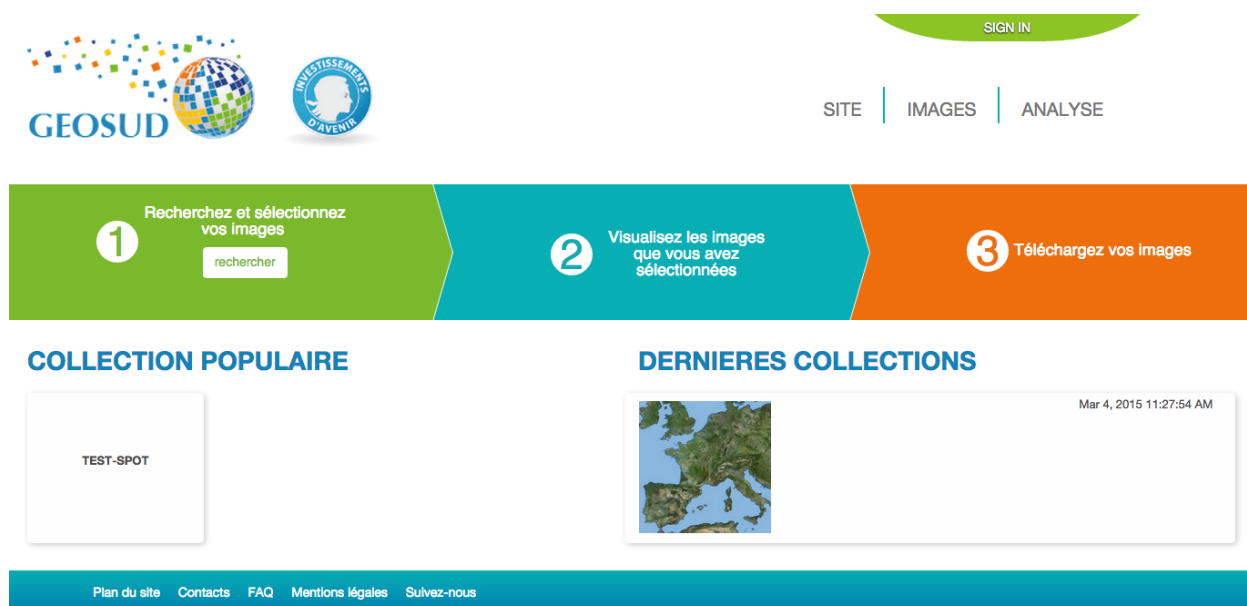 SIGN IN
GEOSUD
INVESTISSEMENTS
D'AVENIR
SITE
IMAGES
ANALYSE
1
Recherchez et sélectionnez
vos images
rechercher
2
Visualisez les images
que vous avez
sélectionnées
3
Téléchargez vos images
COLLECTION POPULAIRE
TEST-SPOT
DERNIERES COLLECTIONS
Mar 4, 2015 11:27:54 AM
Plan du site Contacts FAQ Mentions légales Suivez-nous